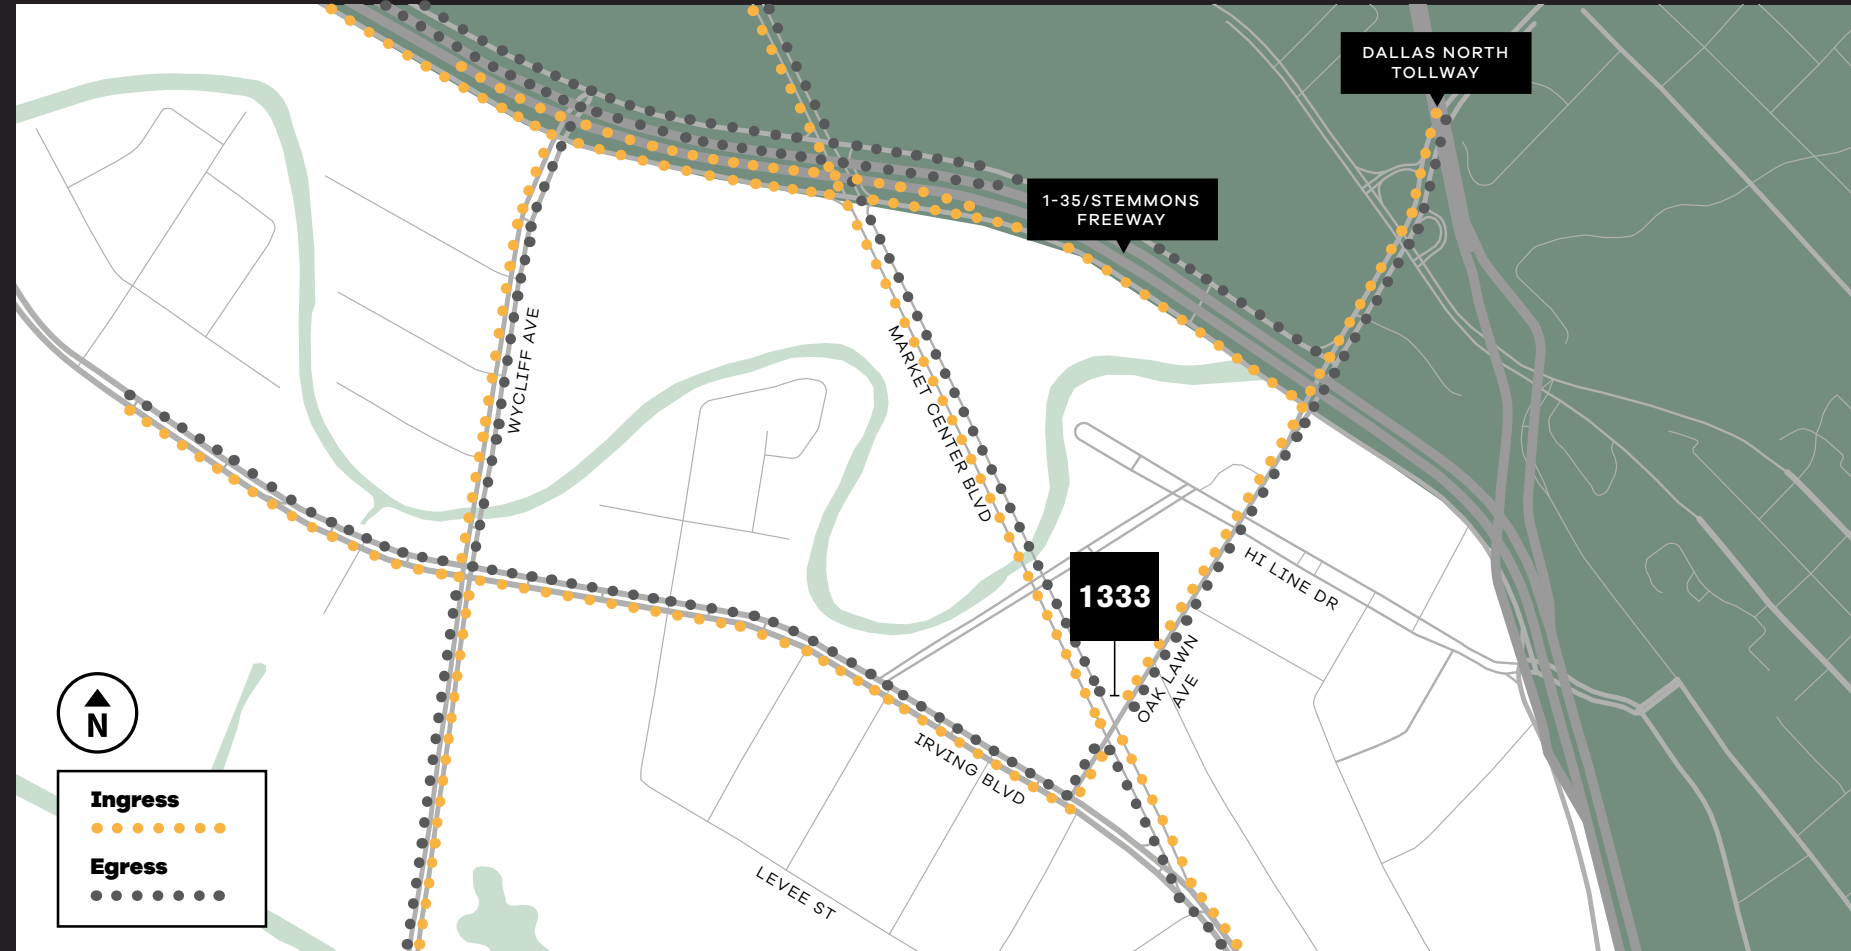 DALLAS NORTH
TOLLWAY
1-35/STEMMONS
FREEWAY
WYCLIFF AVE
MARKET CENTER BLVD
HI LINE DR
1333
OAK LAWN
AVE
IRVING BLVD
LEVEE ST
N
Ingress
Egress